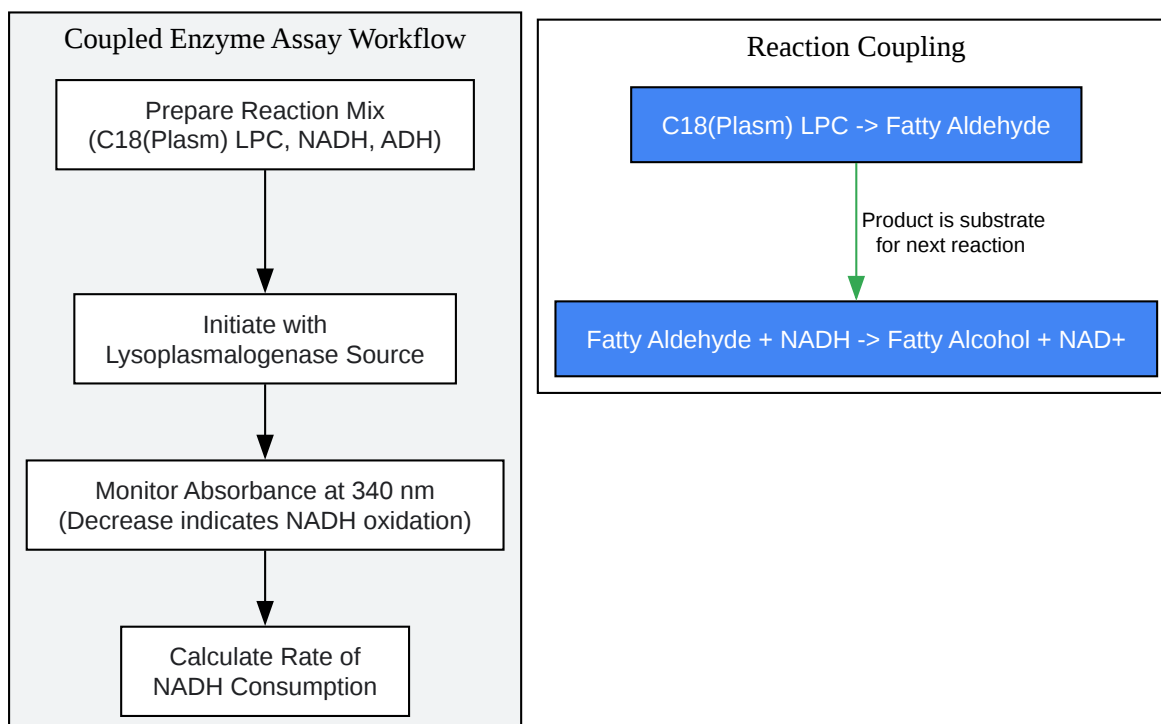 Coupled Enzyme Assay Workflow
Prepare Reaction Mix
(C18(Plasm) LPC, NADH, ADH)
Initiate with
Lysoplasmalogenase Source
Monitor Absorbance at 340 nm
(Decrease indicates NADH oxidation)
Calculate Rate of
NADH Consumption
Reaction Coupling
C18(Plasm) LPC -> Fatty Aldehyde
Product is substrate
for next reaction
Fatty Aldehyde + NADH -> Fatty Alcohol + NAD+